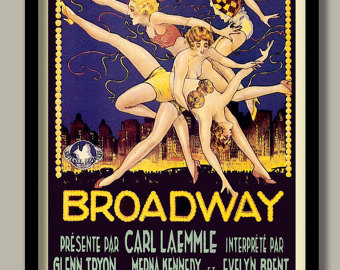 BROADWAY
PRÉSENTE PAR CARL LAEMMLE INTERPRÉTÉ PAR
GLENN TRYON MERNA KENNEDY ET EVELYN BRENT